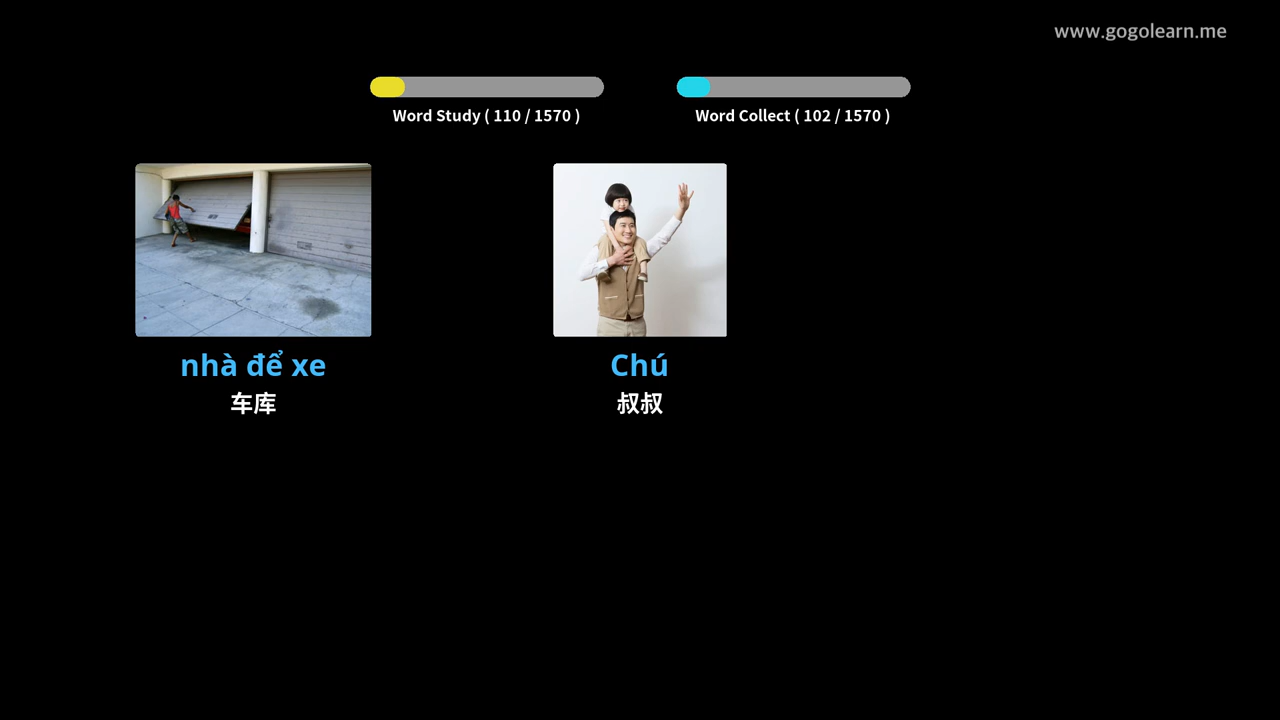 www.gogolearn.me
Word Study ( 110 / 1570 )
Word Collect ( 102 / 1570 )
nhà để xe
车库
Chú
叔叔